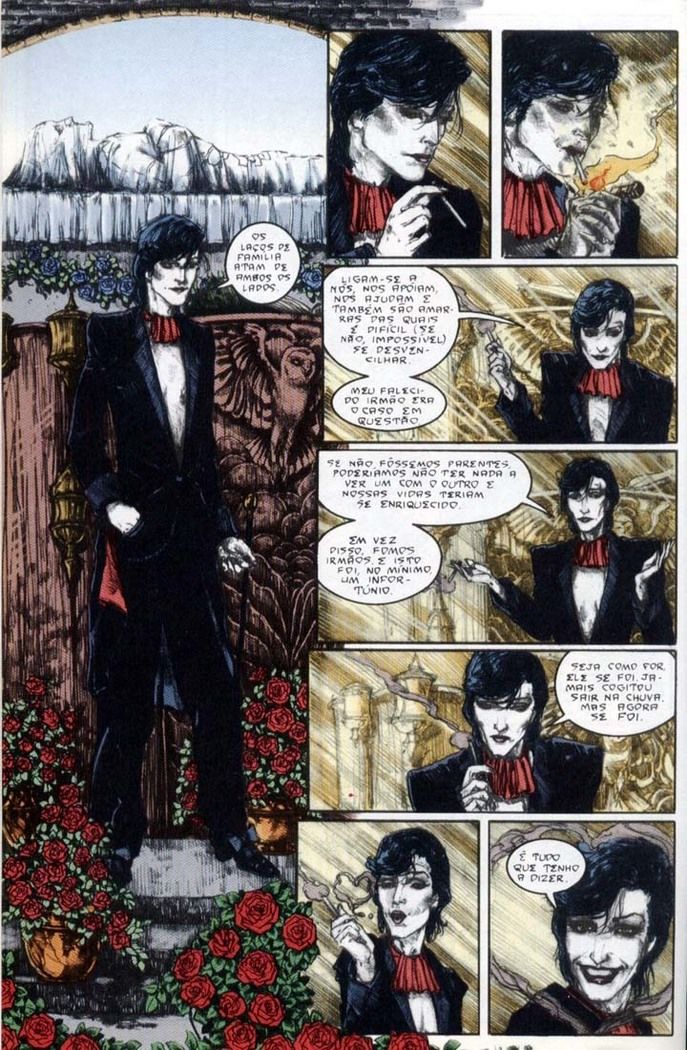 OS
LAÇOS DE
FAMILIA
ATAM DE
AMBOS OS
LADOS.
LIGAM-SE A
NÓS, NOS APOIAM,
NOS AJUDAM E
TAMBÉM SÃO AMAR-
RAS DAS QUAIS
É DIFÍCIL (SE
NÃO, IMPOSSÍVEL)
SE DESVEN-
CILHAR.
MEU FALECI-
DO IRMÃO ERA
O CASO EM
QUESTÃO.
SE NÃO FÔSSEMOS PARENTES,
PODERIAMOS NÃO TER NADA A
VER UM COM O OUTRO E
NOSSAS VIDAS TERIAM
SE ENRIQUECIDO.
EM VEZ
DISSO, FOMOS
IRMÃOS. E ISTO
FOI, NO MÍNIMO,
UM INFOR-
TÚNIO.
SEJA COMO FOR,
ELE SE FOI. JA-
MAIS COGITOU
SAIR NA CHUVA,
MAS AGORA
SE FOI.
É TUDO
QUE TENHO
A DIZER.